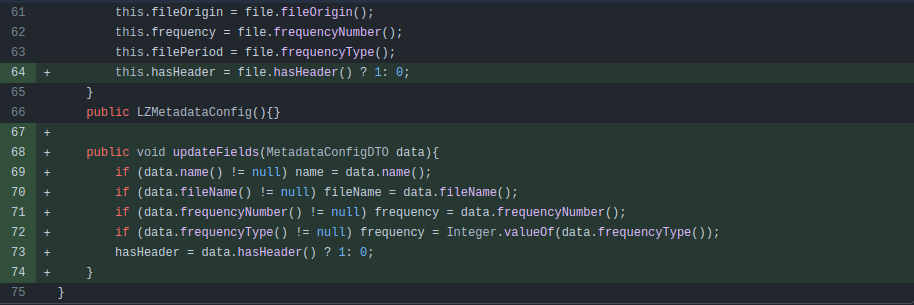 61 this.fileOrigin = file.fileOrigin();
62 this.frequency = file.frequencyNumber();
63 this.filePeriod = file.frequencyType();
64 + this.hasHeader = file.hasHeader() ? 1: 0;
65 }
66 public LZMetadataConfig(){}
67 +
68 + public void updateFields(MetadataConfigDTO data){
69 + if (data.name() != null) name = data.name();
70 + if (data.fileName() != null) fileName = data.fileName();
71 + if (data.frequencyNumber() != null) frequency = data.frequencyNumber();
72 + if (data.frequencyType() != null) frequency = Integer.valueOf(data.frequencyType());
73 + hasHeader = data.hasHeader() ? 1: 0;
74 + }
75 }